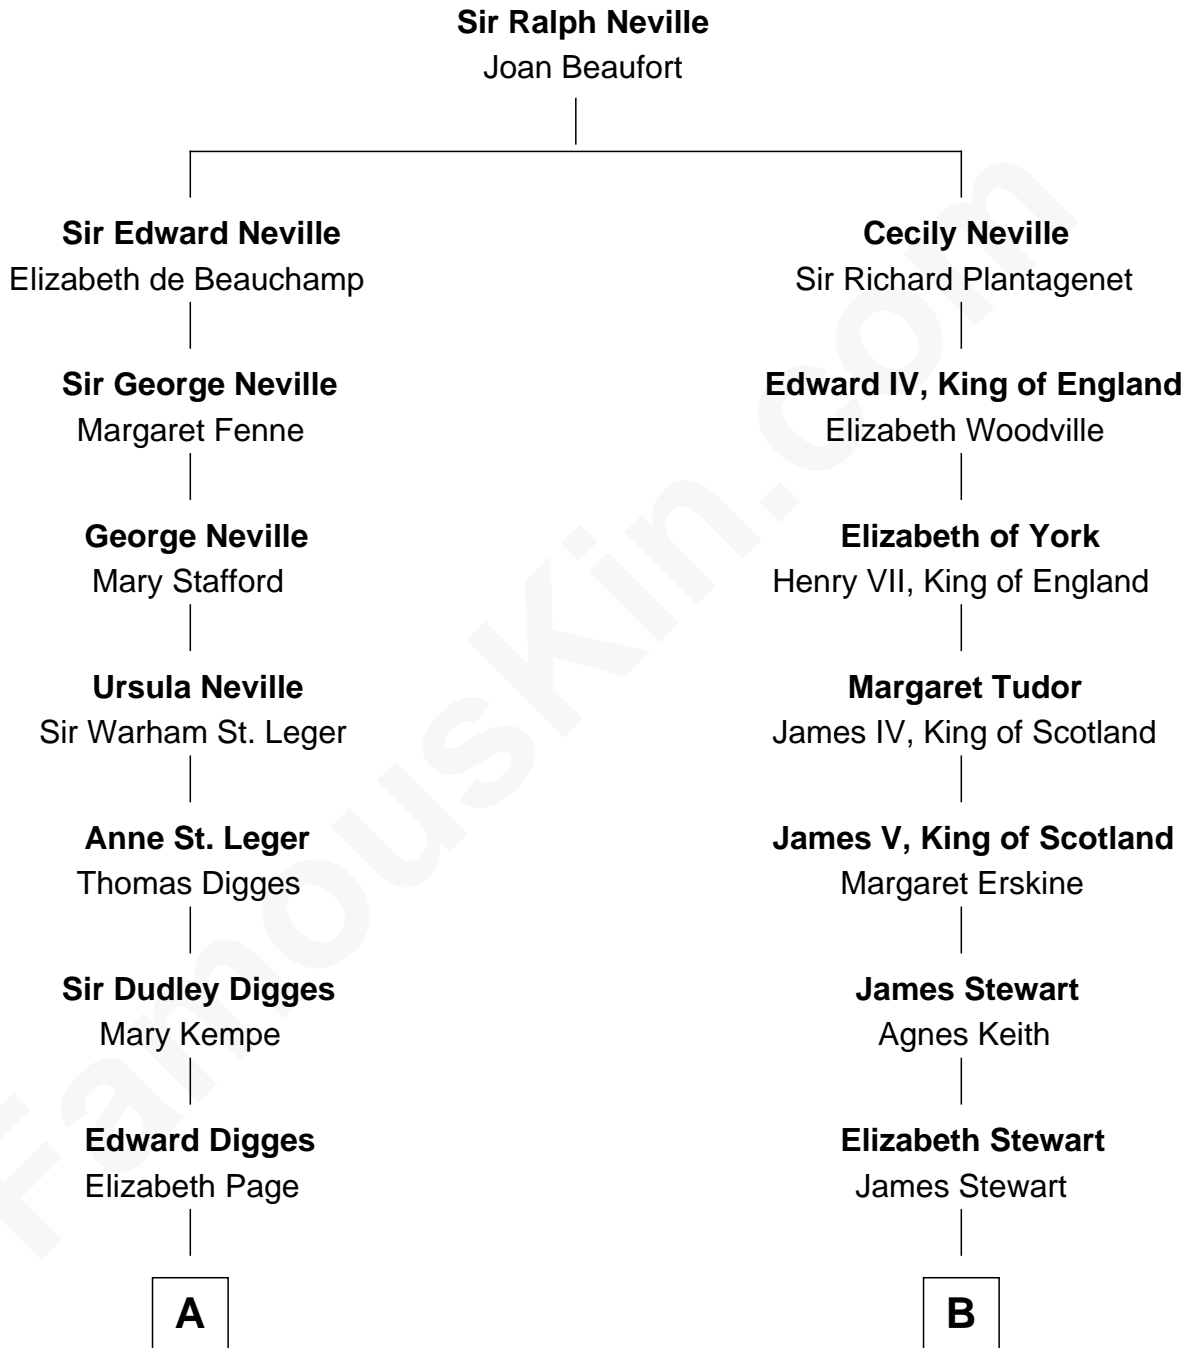 Sir Ralph Neville
Joan Beaufort
Sir Edward Neville
Elizabeth de Beauchamp
Cecily Neville
Sir Richard Plantagenet
Sir George Neville
Margaret Fenne
Edward IV, King of England
Elizabeth Woodville
George Neville
Mary Stafford
Elizabeth of York
Henry VII, King of England
Ursula Neville
Sir Warham St. Leger
Margaret Tudor
James IV, King of Scotland
Anne St. Leger
Thomas Digges
James V, King of Scotland
Margaret Erskine
Sir Dudley Digges
Mary Kempe
James Stewart
Agnes Keith
Edward Digges
Elizabeth Page
Elizabeth Stewart
James Stewart
A
B
FamousKin.com